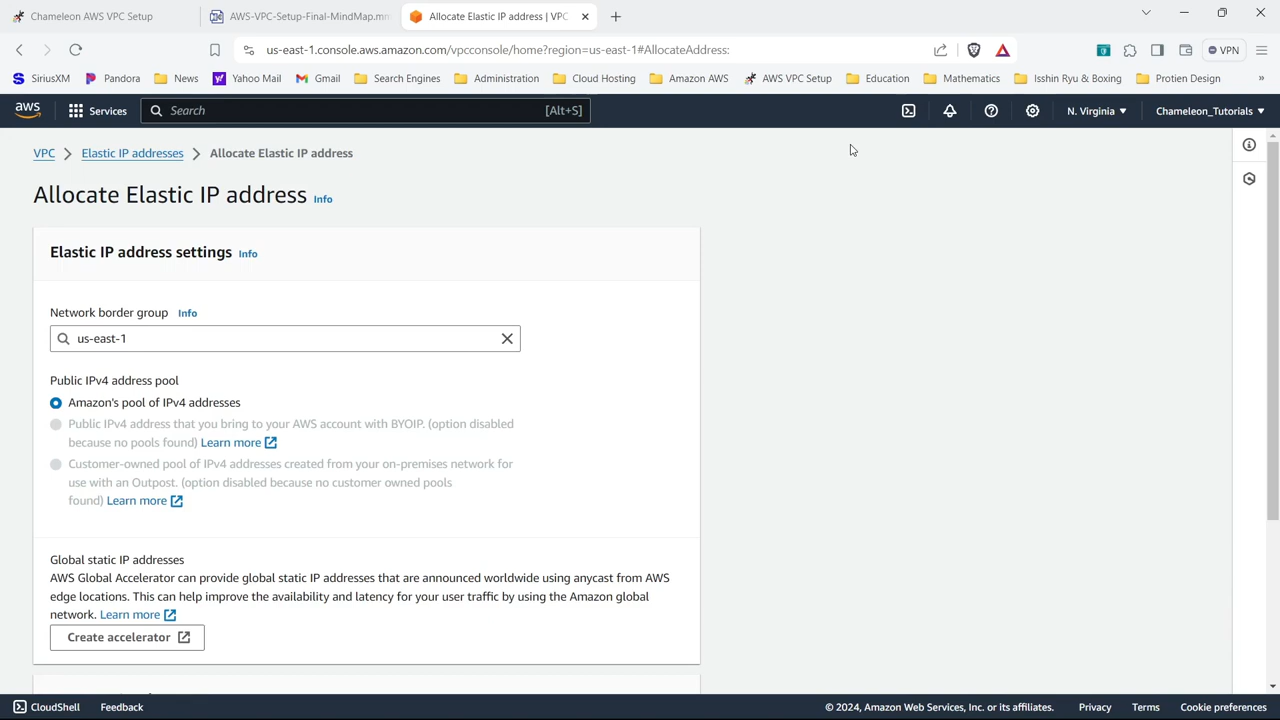 Chameleon AWS VPC Setup
AWS-VPC-Setup-Final-MindMap.mn
Allocate Elastic IP address | VPC
us-east-1.console.aws.amazon.com/vpcconsole/home?region=us-east-1#AllocateAddress:
VPN
SiriusXM
Pandora
News
Yahoo Mail
Gmail
Search Engines
Administration
Cloud Hosting
Amazon AWS
AWS VPC Setup
Education
Mathematics
Isshin Ryu & Boxing
Protien Design
»
aws
Services
Search
[Alt+S]
N. Virginia
Chameleon_Tutorials
VPC
Elastic IP addresses
Allocate Elastic IP address
Allocate Elastic IP address Info
Elastic IP address settings Info
Network border group Info
us-east-1
Public IPv4 address pool
Amazon's pool of IPv4 addresses
Public IPv4 address that you bring to your AWS account with BYOIP. (option disabled
because no pools found) Learn more
Customer-owned pool of IPv4 addresses created from your on-premises network for
use with an Outpost. (option disabled because no customer owned pools
found) Learn more
Global static IP addresses
AWS Global Accelerator can provide global static IP addresses that are announced worldwide using anycast from AWS
edge locations. This can help improve the availability and latency for your user traffic by using the Amazon global
network. Learn more
Create accelerator
CloudShell
Feedback
© 2024, Amazon Web Services, Inc. or its affiliates.
Privacy
Terms
Cookie preferences